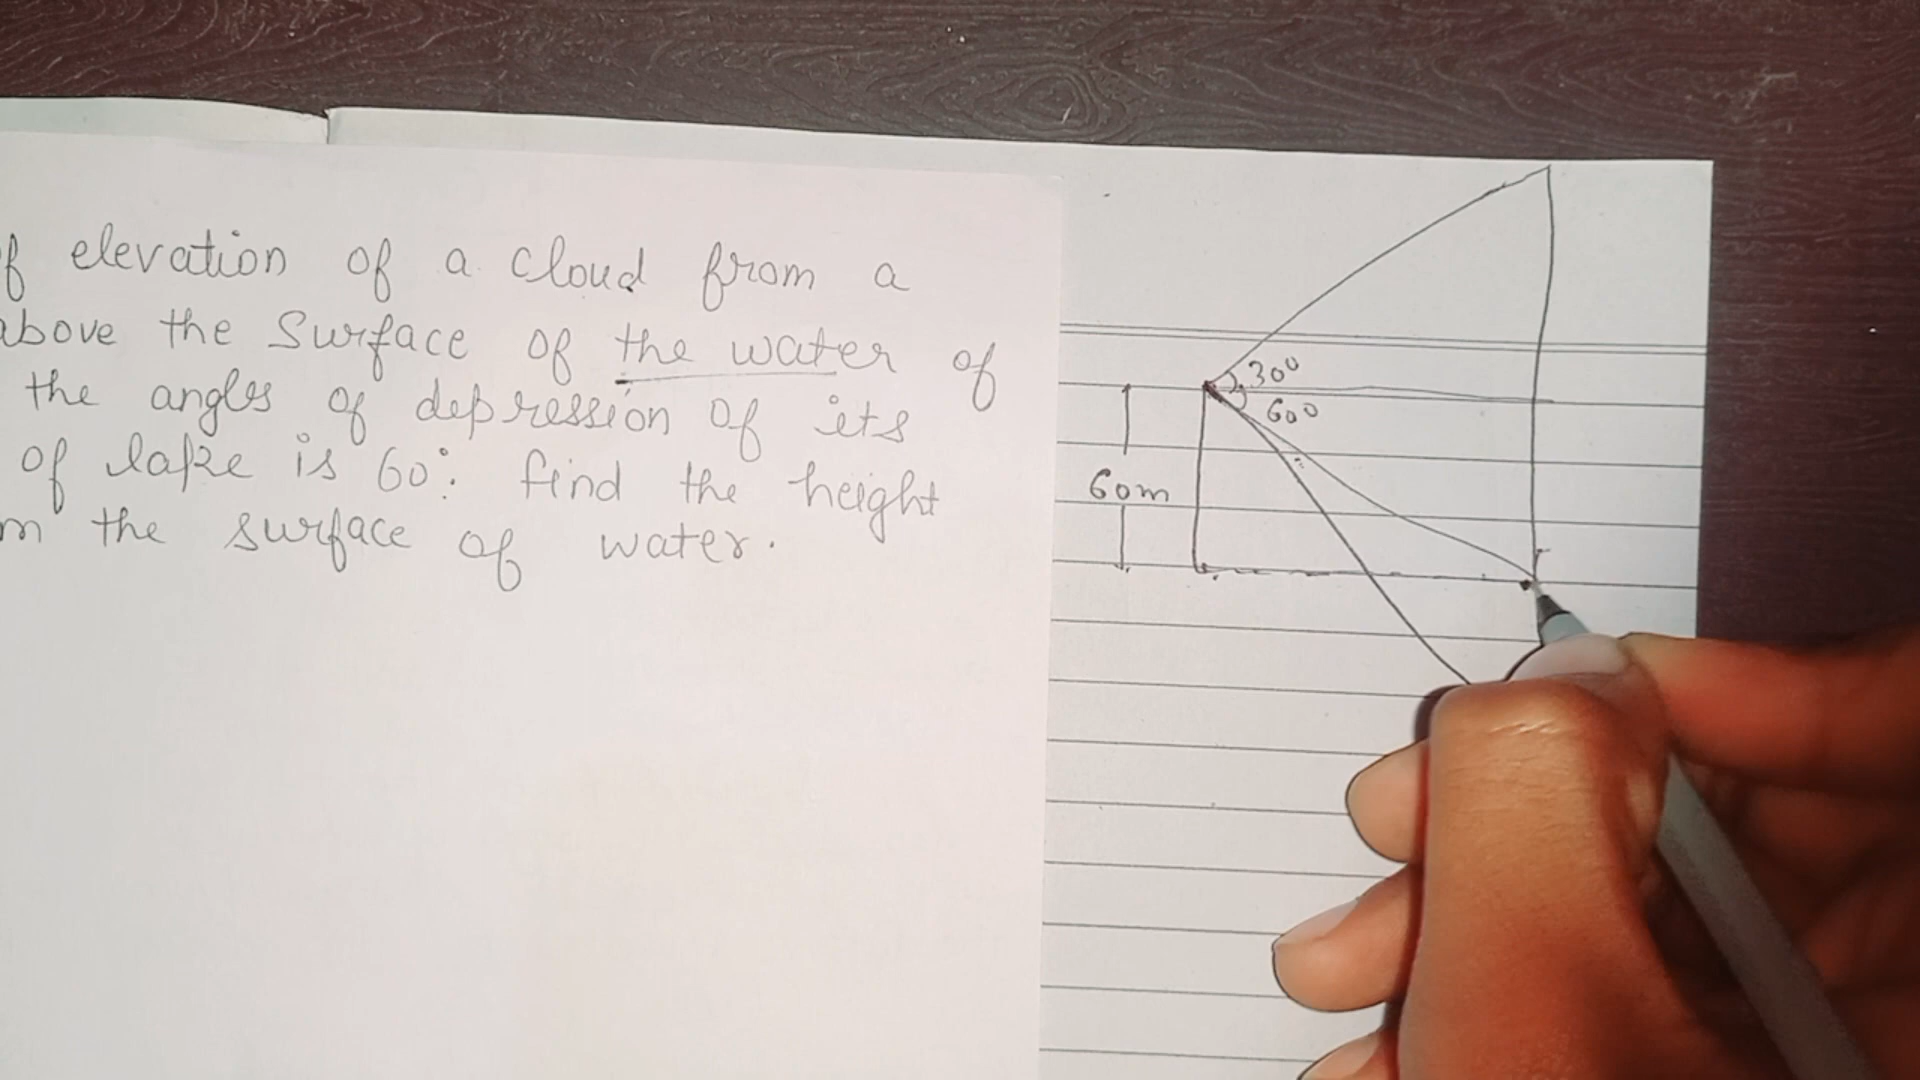 of elevation of a cloud from a
above the Surface of the water of
the angles of depression of its
of lake is 60°. find the height
the surface of water.
30°
60°
60m